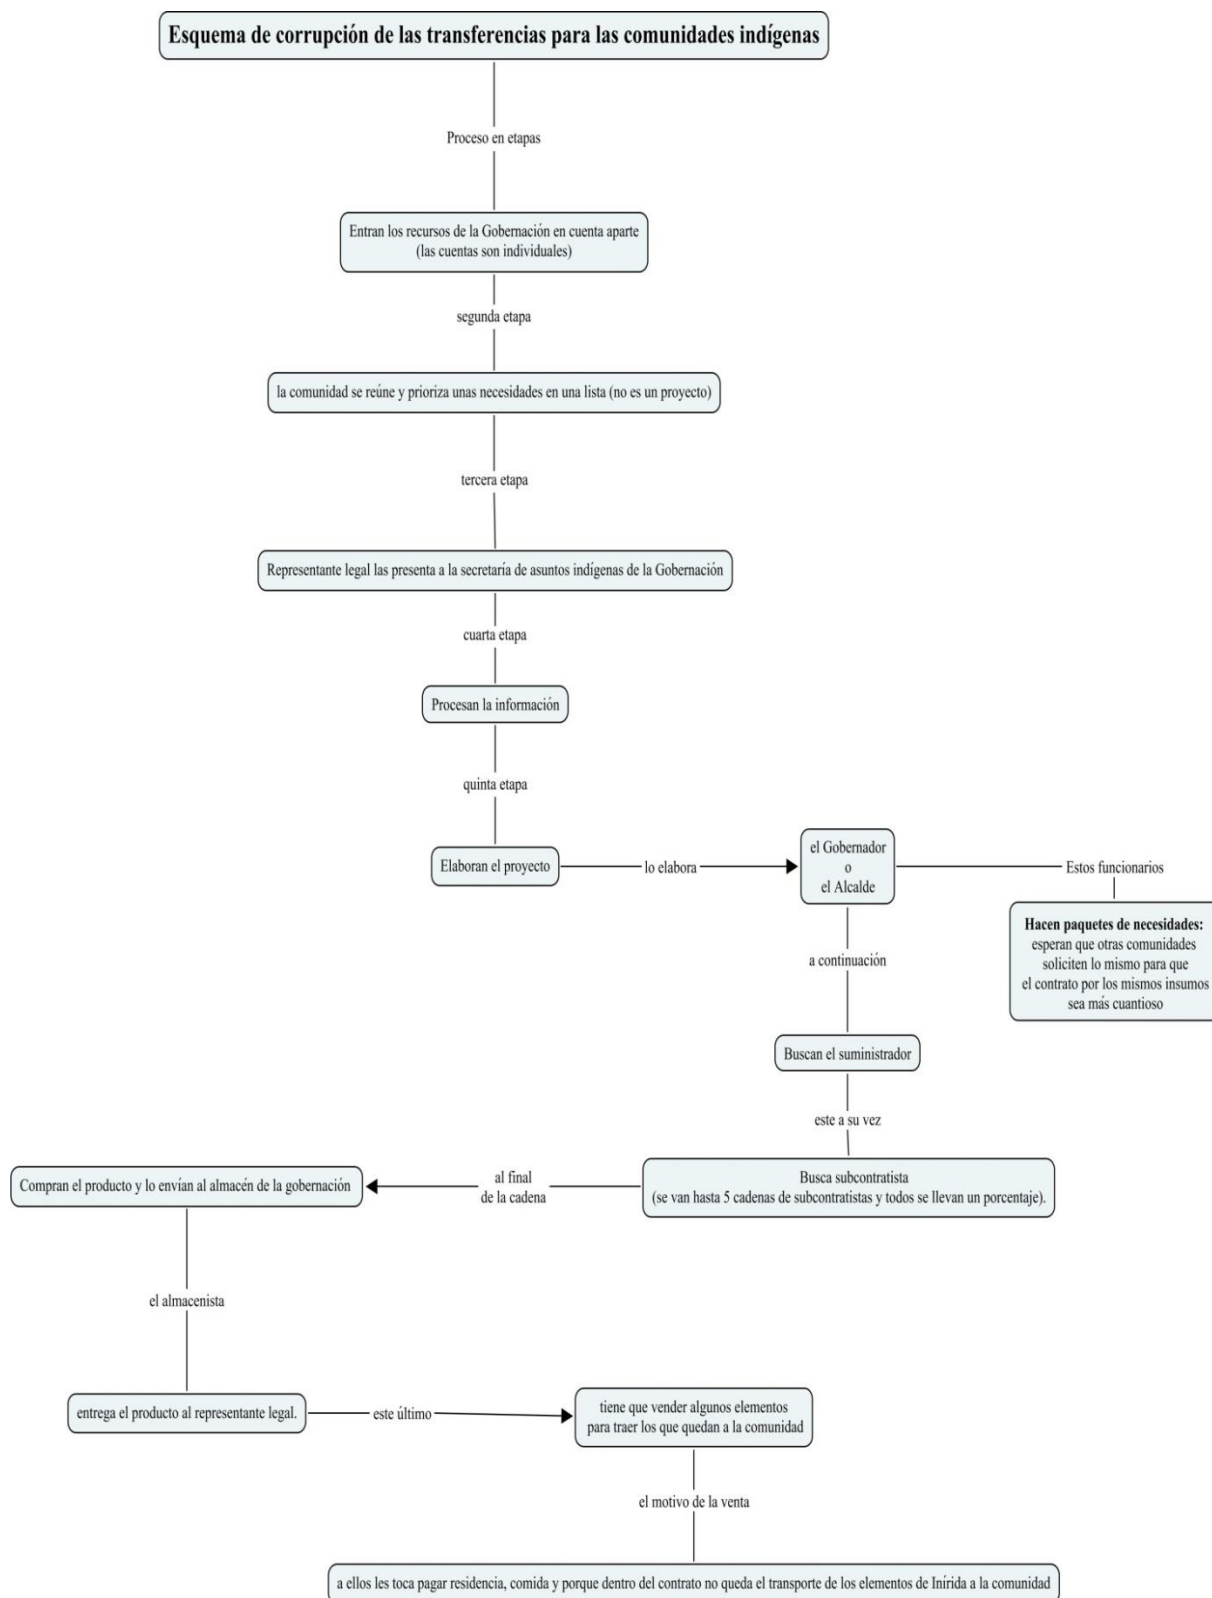 Esquema de corrupción de las transferencias para las comunidades indígenas
Proceso en etapas
Entran los recursos de la Gobernación en cuenta aparte
(las cuentas son individuales)
segunda etapa
la comunidad se reúne y prioriza unas necesidades en una lista (no es un proyecto)
tercera etapa
Representante legal las presenta a la secretaría de asuntos indígenas de la Gobernación
cuarta etapa
Procesan la información
quinta etapa
Elaboran el proyecto
lo elabora
el Gobernador
o
el Alcalde
Estos funcionarios
Hacen paquetes de necesidades:
esperan que otras comunidades
soliciten lo mismo para que
el contrato por los mismos insumos
sea más cuantioso
a continuación
Buscan el suministrador
este a su vez
Busca subcontratista
(se van hasta 5 cadenas de subcontratistas y todos se llevan un porcentaje).
al final
de la cadena
Compran el producto y lo envían al almacén de la gobernación
el almacenista
entrega el producto al representante legal.
este último
tiene que vender algunos elementos
para traer los que quedan a la comunidad
el motivo de la venta
a ellos les toca pagar residencia, comida y porque dentro del contrato no queda el transporte de los elementos de Inírida a la comunidad